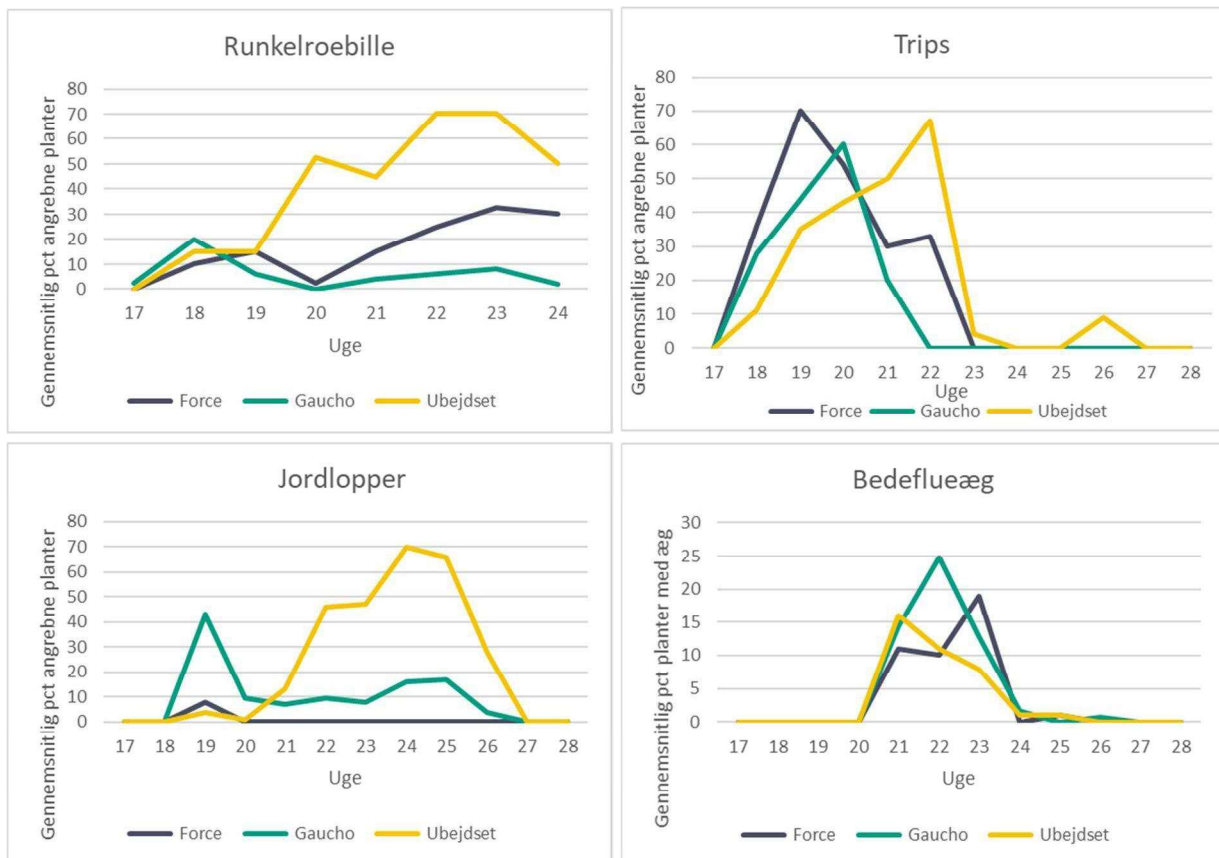 Runkelroebille
Gennemsnitlig pct angrebne planter
80
70
60
50
40
30
20
10
0
17 18 19 20 21 22 23 24
Uge
Force Gaucho Ubejdset
Trips
Gennemsnitlig pct angrebne planter
80
70
60
50
40
30
20
10
0
17 18 19 20 21 22 23 24 25 26 27 28
Uge
Force Gaucho Ubejdset
Jordlopper
Gennemsnitlig pct angrebne planter
80
70
60
50
40
30
20
10
0
17 18 19 20 21 22 23 24 25 26 27 28
Uge
Force Gaucho Ubejdset
Bedeflueæg
Gennemsnitlig pct planter med æg
30
25
20
15
10
5
0
17 18 19 20 21 22 23 24 25 26 27 28
Uge
Force Gaucho Ubejdset